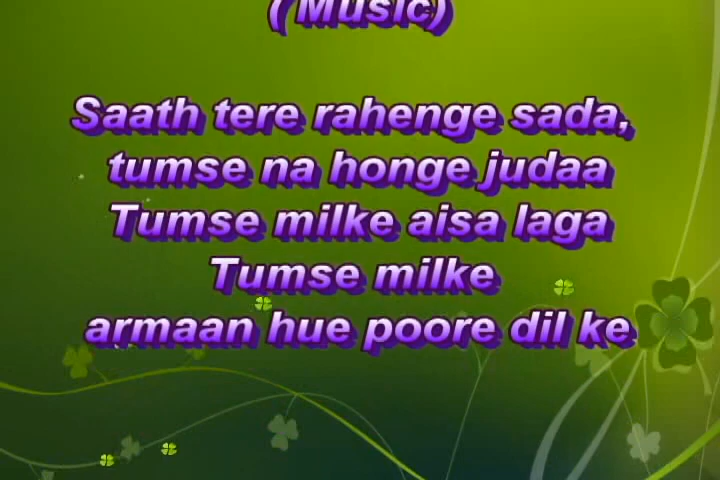 ( Music)
Saath tere rahenge sada,
tumse na honge judaa
Tumse milke aisa laga
Tumse milke
armaan hue poore dil ke